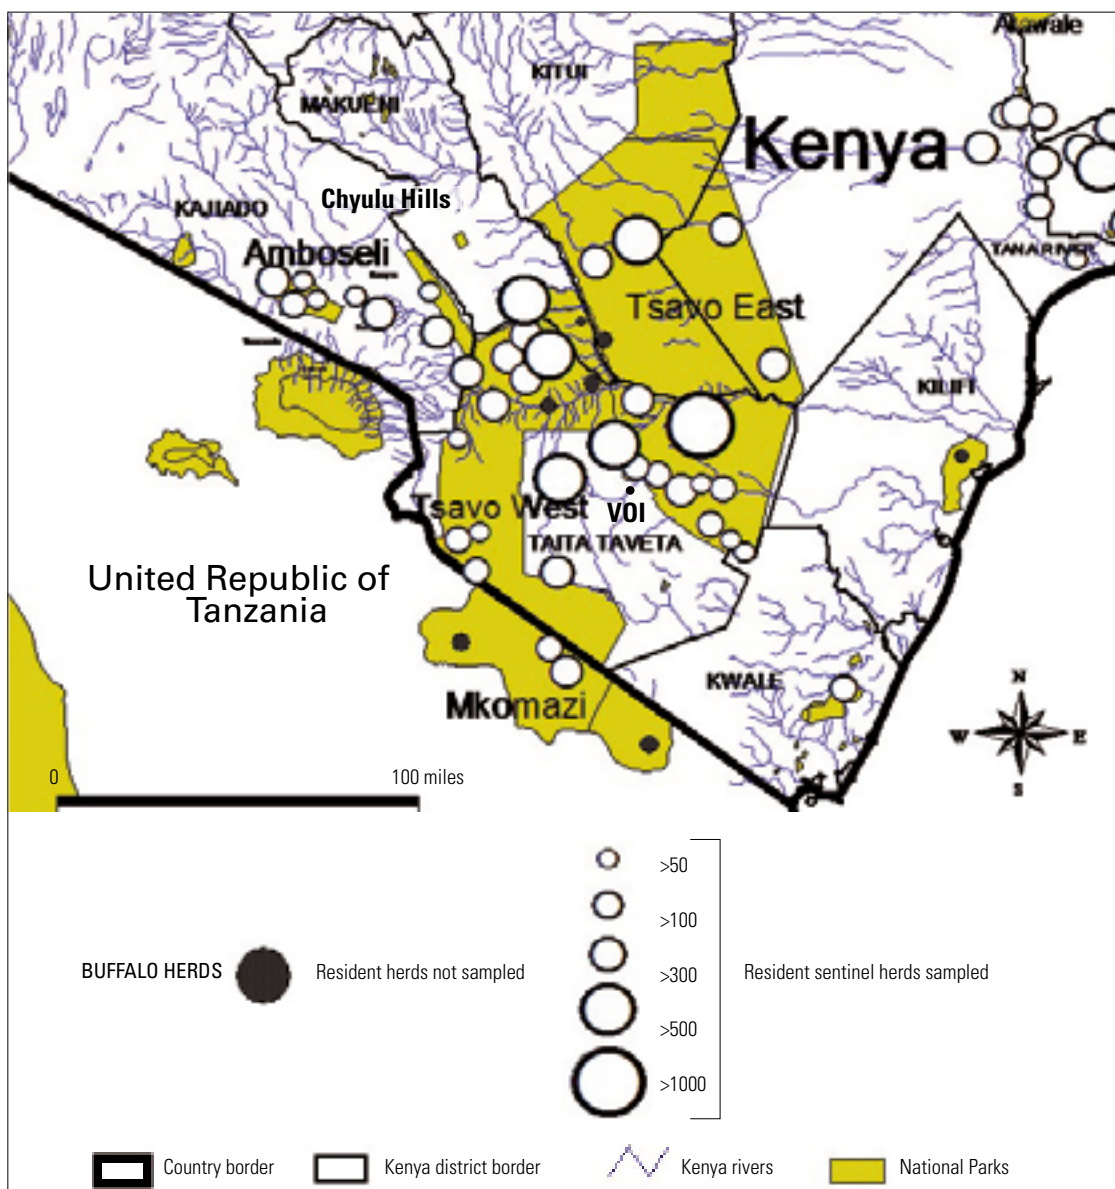 Arawale
KITUI
MAKUENI
Kenya
Chyulu Hills
KAJIADO
Amboseli
TANA RIVER
Tsavo East
KILIFI
Tsavo West
VOI
TAITA TAVETA
United Republic of
Tanzania
KWALE
Mkomazi
N
W
E
S
0
100 miles
>50
>100
>300
>500
>1000
BUFFALO HERDS
Resident herds not sampled
Resident sentinel herds sampled
Country border
Kenya district border
Kenya rivers
National Parks